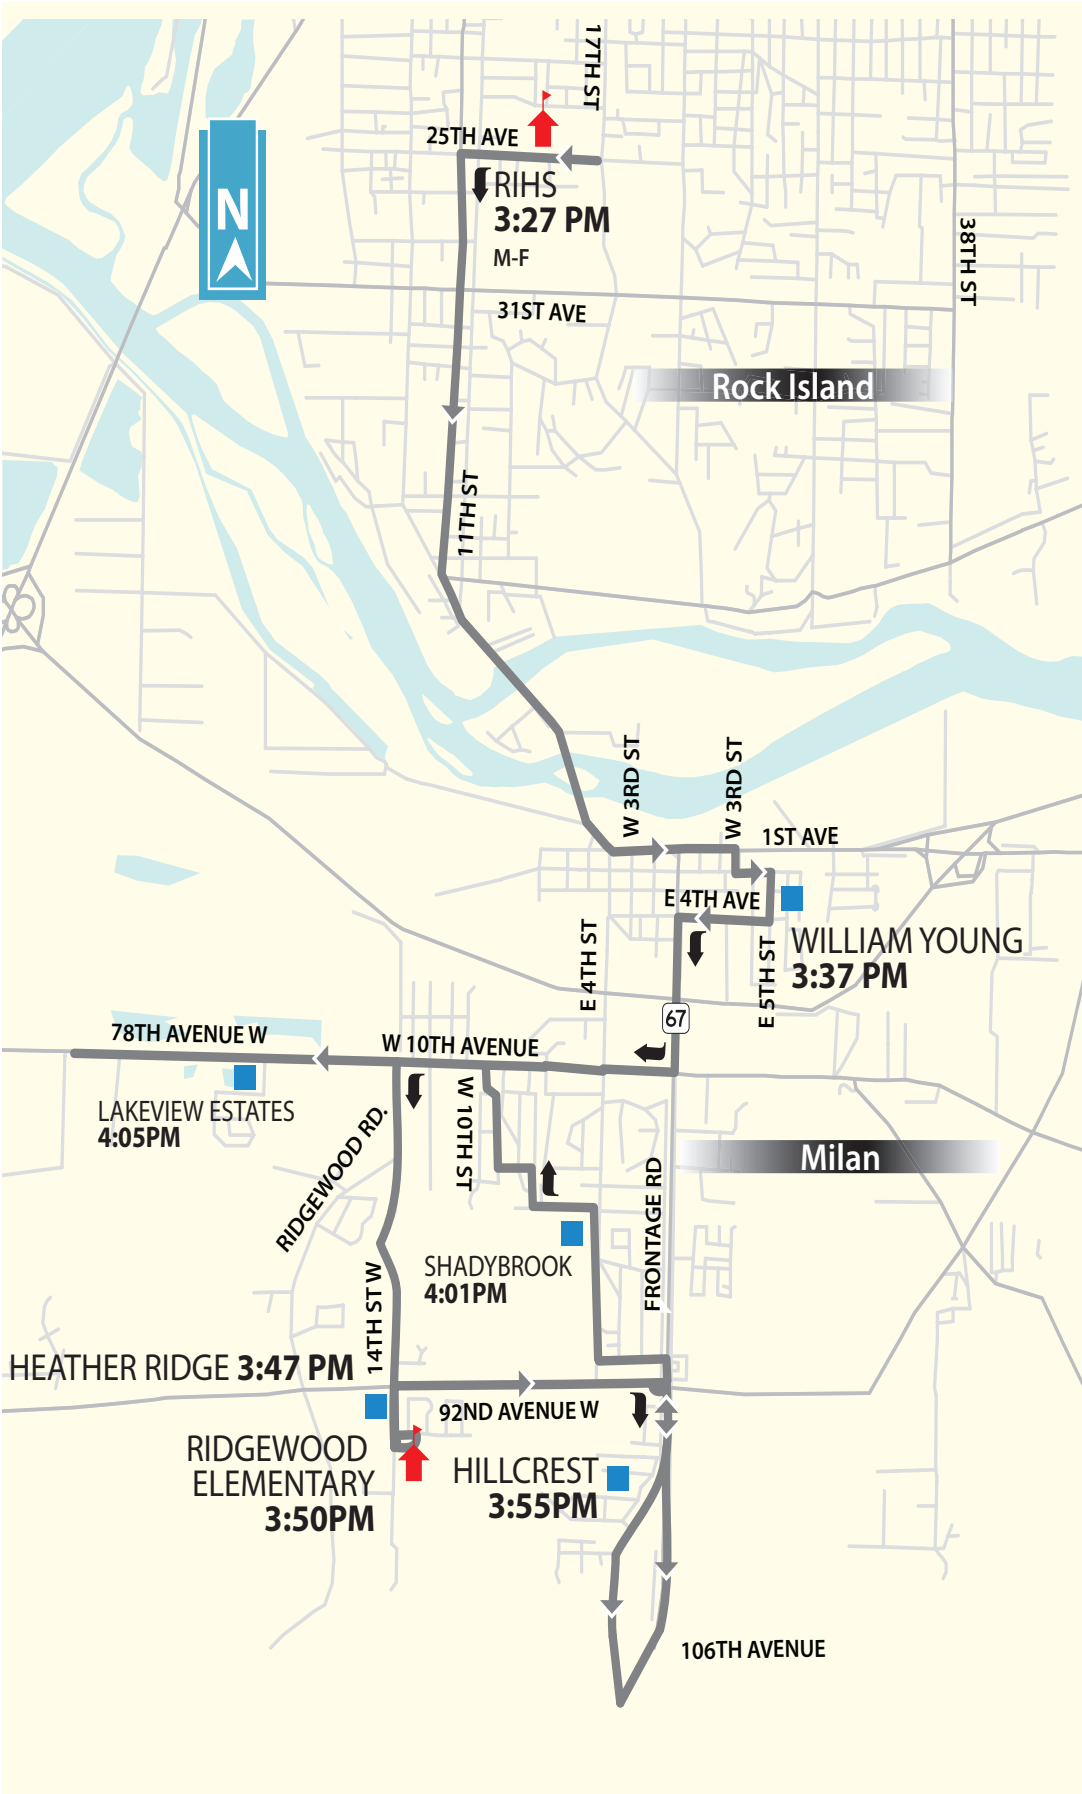 17TH ST
25TH AVE
N
RIHS
3:27 PM
M-F
38TH ST
31ST AVE
Rock Island
11TH ST
W 3RD ST
W 3RD ST
1ST AVE
E 4TH AVE
WILLIAM YOUNG
3:37 PM
E 4TH ST
E 5TH ST
67
78TH AVENUE W
W 10TH AVENUE
LAKEVIEW ESTATES
4:05PM
W 10TH ST
RIDGEWOOD RD.
Milan
FRONTAGE RD
SHADYBROOK
4:01PM
14TH ST W
HEATHER RIDGE 3:47 PM
92ND AVENUE W
RIDGEWOOD
ELEMENTARY
3:50PM
HILLCREST
3:55PM
106TH AVENUE